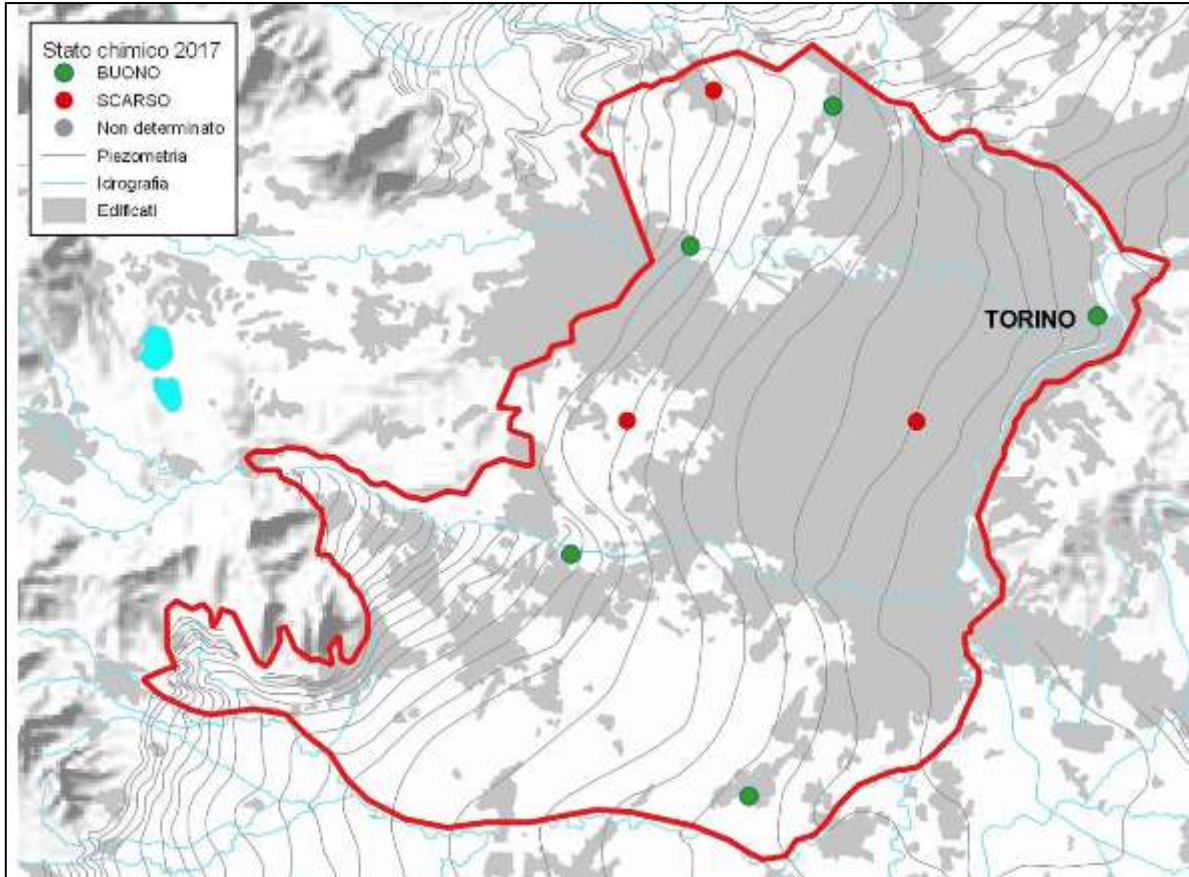 Stato chimico 2017
BUONO
SCARSO
Non determinato
Piezometria
Idrografia
Edificati
TORINO